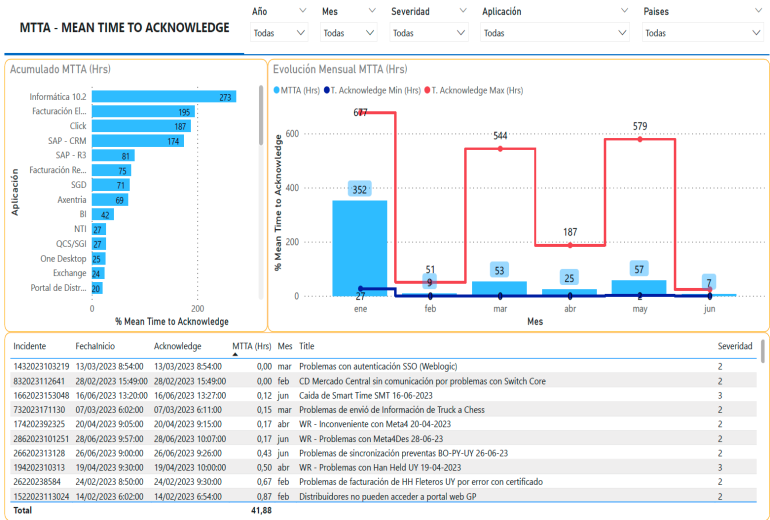 MTTA - MEAN TIME TO ACKNOWLEDGE
Año
Todas
Mes
Todas
Severidad
Todas
Aplicación
Todas
Paises
Todas
Acumulado MTTA (Hrs)
Aplicación
Informática 10.2 273
Facturación El... 195
Click 187
SAP - CRM 174
SAP - R3 81
Facturación Re... 75
SGD 71
Axentria 69
BI 42
NTI 27
QCS/SGI 27
One Desktop 25
Exchange 24
Portal de Distr... 20
0 200
% Mean Time to Acknowledge
Evolución Mensual MTTA (Hrs)
MTTA (Hrs) T. Acknowledge Min (Hrs) T. Acknowledge Max (Hrs)
% Mean Time to Acknowledge
600
400
200
0
677
352
27
51
9
544
53
187
25
579
57
2
7
ene feb mar abr may jun
Mes
Incidente FechaInicio Acknowledge MTTA (Hrs) Mes Title Severidad
1432023103219 13/03/2023 8:54:00 13/03/2023 8:54:00 0,00 mar Problemas con autenticación SSO (Weblogic) 2
832023112641 28/02/2023 15:49:00 28/02/2023 15:49:00 0,00 feb CD Mercado Central sin comunicación por problemas con Switch Core 2
1662023153048 16/06/2023 13:20:00 16/06/2023 13:27:00 0,12 jun Caida de Smart Time SMT 16-06-2023 3
732023171130 07/03/2023 6:02:00 07/03/2023 6:11:00 0,15 mar Problemas de envió de Información de Truck a Chess 2
174202392325 20/04/2023 9:05:00 20/04/2023 9:15:00 0,17 abr WR - Inconveniente con Meta4 20-04-2023 2
2862023101251 28/06/2023 9:57:00 28/06/2023 10:07:00 0,17 jun WR - Problemas con Meta4Des 28-06-23 2
266202313128 26/06/2023 9:00:00 26/06/2023 9:26:00 0,43 jun Problemas de sincronización preventas BO-PY-UY 26-06-23 2
194202310313 19/04/2023 9:30:00 19/04/2023 10:00:00 0,50 abr WR - Problemas con Han Held UY 19-04-2023 3
26220238584 24/02/2023 8:50:00 24/02/2023 9:30:00 0,67 feb Problemas de facturación de HH Fleteros UY por error con certificado 2
1522023113024 14/02/2023 6:02:00 14/02/2023 6:54:00 0,87 feb Distribuidores no pueden acceder a portal web GP 2
Total 41,88